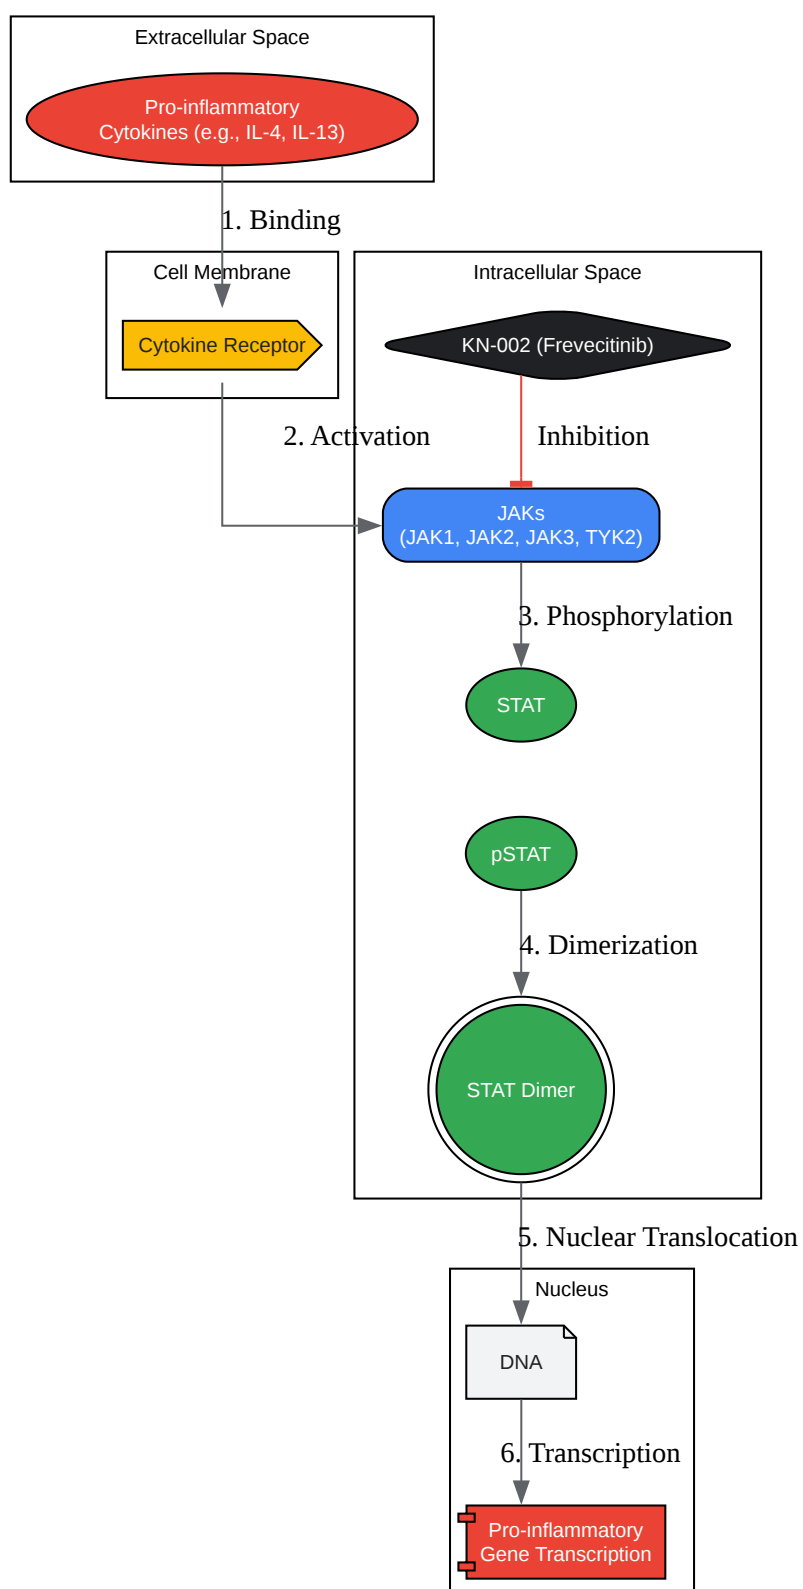 Extracellular Space
Pro-inflammatory
Cytokines (e.g., IL-4, IL-13)
1. Binding
Cell Membrane
Intracellular Space
Cytokine Receptor
KN-002 (Frevecitinib)
2. Activation
Inhibition
JAKs
(JAK1, JAK2, JAK3, TYK2)
3. Phosphorylation
STAT
pSTAT
4. Dimerization
STAT Dimer
5. Nuclear Translocation
Nucleus
DNA
6. Transcription
Pro-inflammatory
Gene Transcription